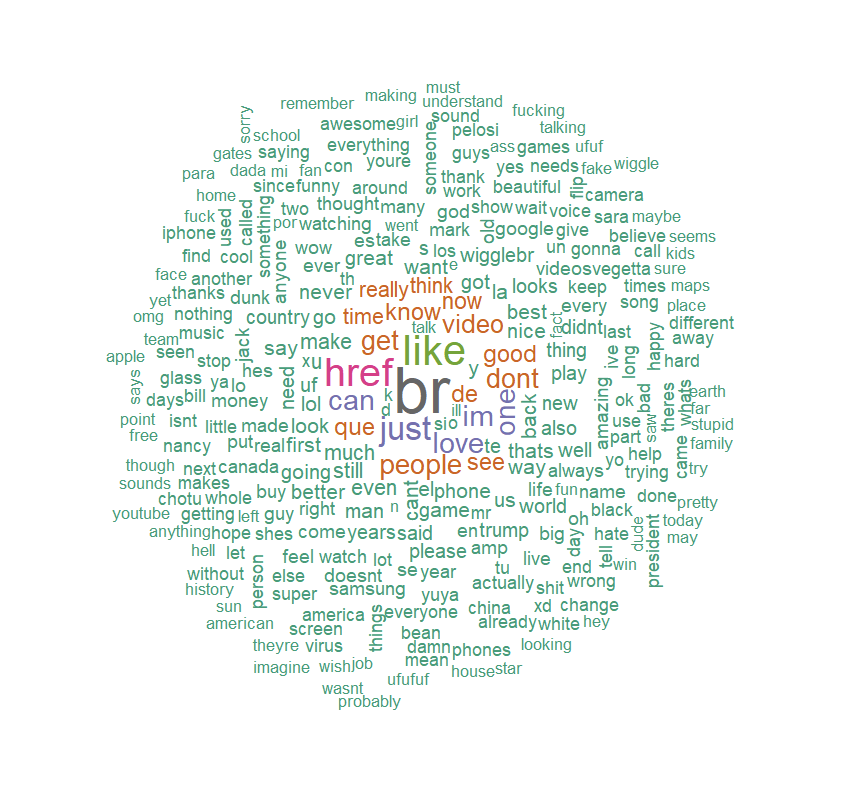 must
making
remember
understand
fucking
sorry
awesome girl sound
school
pelosi
talking
everything
someone
gates saying
youre
guys ass games ufuf
para
dada mi fan con
thank
yes needs fake wiggle
since funny around
work beautiful flip camera
home
two thought many god show wait voice sara maybe
fuck used called something
por watching went mark old google give believe seems
iphone
wow estake s los wigglebr un gonna call kids
find cool anyone ever great want e
videos vegetta sure
face another
th
got looks keep times maps
yet thanks dunk never really think la
omg nothing country go time know now best every song place
music
talk video nice fact didnt last different
team
jack say make get like good thing ive long happy away
apple seen stop hes xu
hard
says glass ya lo need uf href y dont play amazing
days bill money lol can br de k new ok bad theres whats earth
d ill im one back
point isnt little made look que just sio also use far
free
part saw stupid
nancy put real first love te thats well yo help came family
though next canada much people see way always trying try
sounds makes going still
chotu whole buy better even cant el phone life fun name done pretty
youtube getting left guy right man n game mr us world black today
anything hope shes come years said en trump big day oh hate dude may
hell let feel watch lot please amp live tell president
without person else doesnt se year tu end win
history super samsung actually shit wrong
sun yuya
american america everyone china xd change
screen things already white hey
theyre virus bean
damn phones looking
imagine wish job mean
house star
wasnt ufufuf
probably